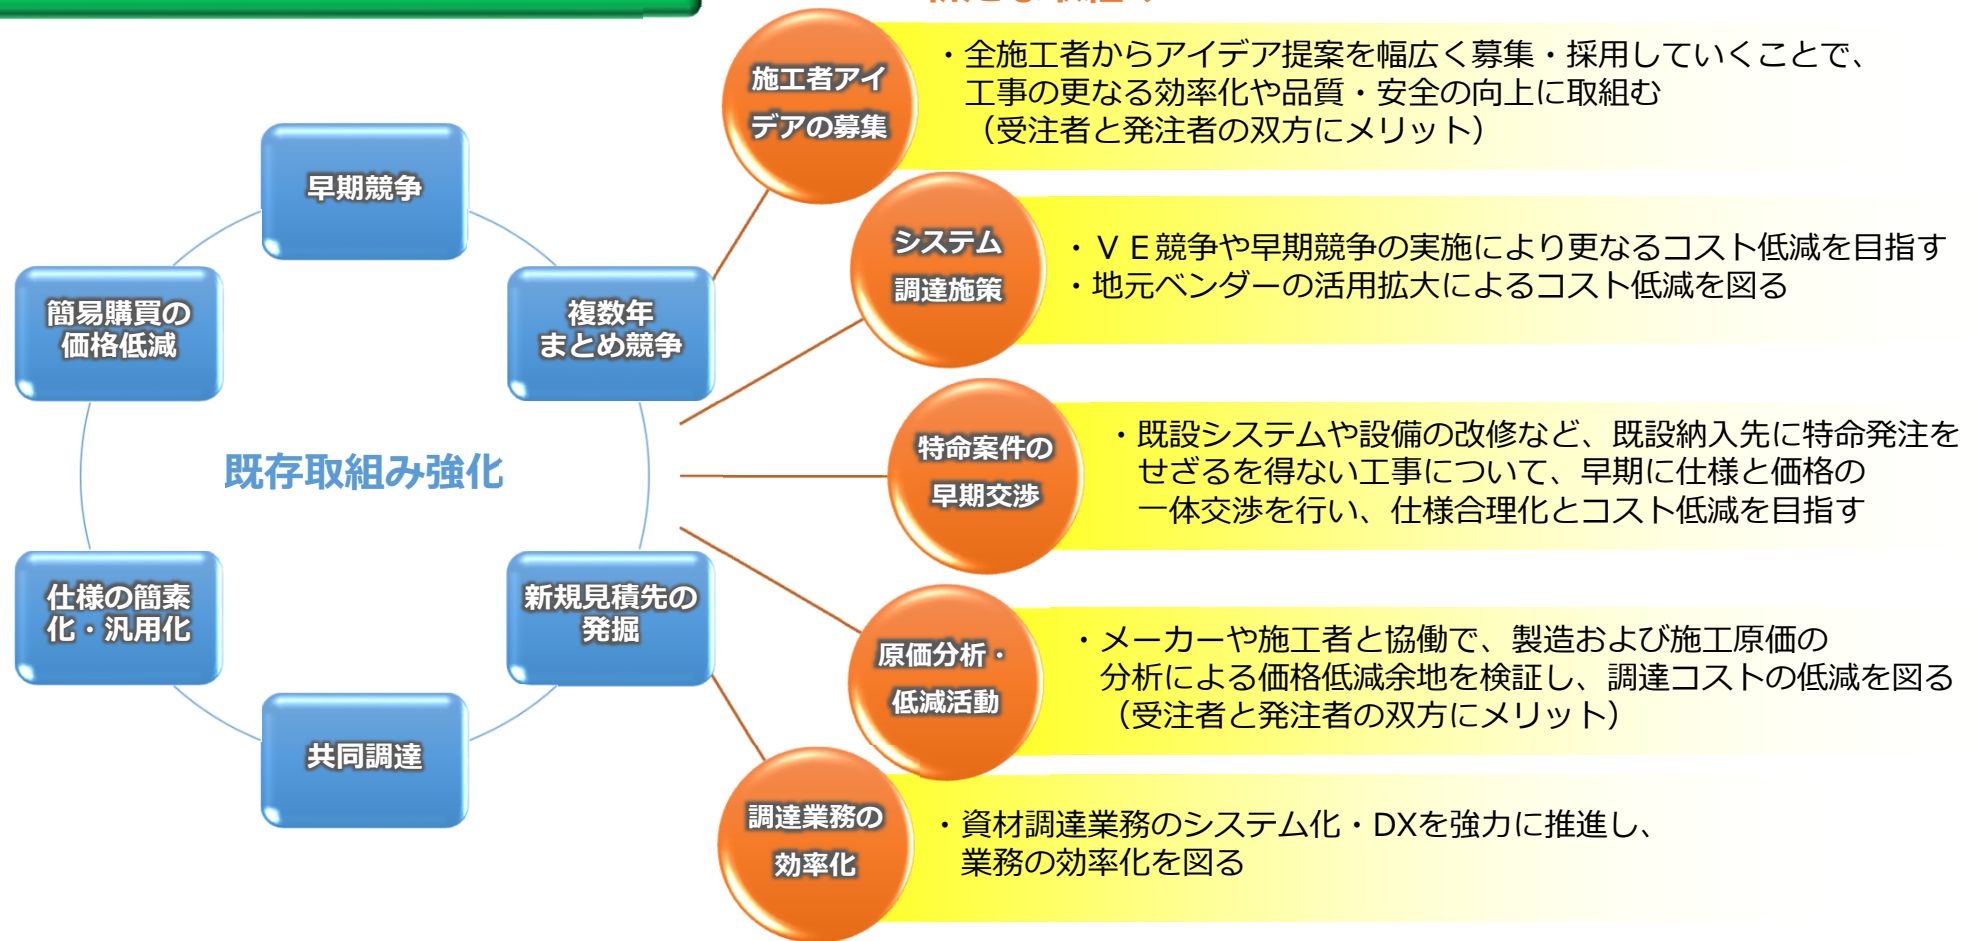 早期競争
簡易購買の
価格低減
複数年
まとめ競争
既存取組み強化
仕様の簡素
化・汎用化
新規見積先の
発掘
共同調達
施工者アイ
デアの募集
・全施工者からアイデア提案を幅広く募集・採用していくことで、
工事の更なる効率化や品質・安全の向上に取組む
（受注者と発注者の双方にメリット）
システム
調達施策
・ＶＥ競争や早期競争の実施により更なるコスト低減を目指す
・地元ベンダーの活用拡大によるコスト低減を図る
特命案件の
早期交渉
・既設システムや設備の改修など、既設納入先に特命発注を
せざるを得ない工事について、早期に仕様と価格の
一体交渉を行い、仕様合理化とコスト低減を目指す
原価分析・
低減活動
・メーカーや施工者と協働で、製造および施工原価の
分析による価格低減余地を検証し、調達コストの低減を図る
（受注者と発注者の双方にメリット）
調達業務の
効率化
・資材調達業務のシステム化・DXを強力に推進し、
業務の効率化を図る